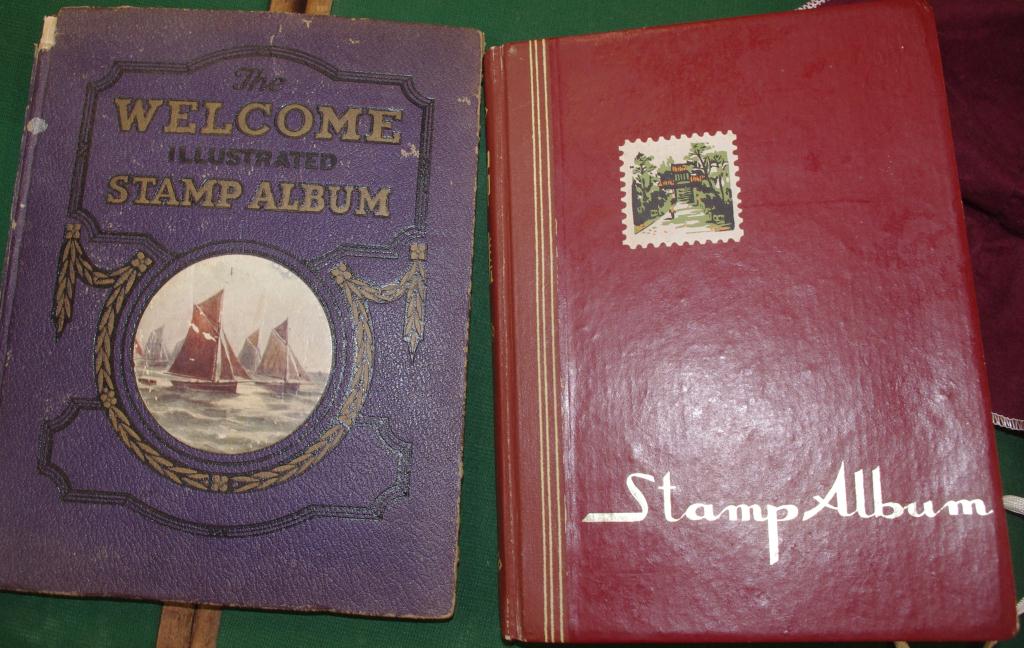 The
WELCOME
ILLUSTRATED
STAMP ALBUM
Stamp Album